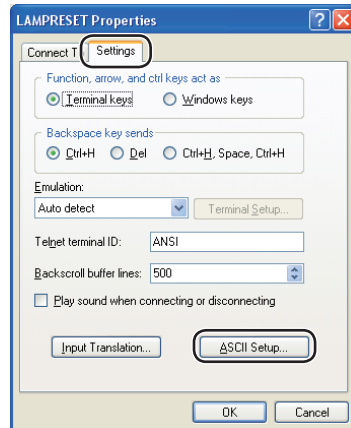 LAMPRESET Properties
Connect T Settings
Function, arrow, and ctrl keys act as
Terminal keys Windows keys
Backspace key sends
Ctrl+H Del Ctrl+H, Space, Ctrl+H
Emulation:
Auto detect Terminal Setup...
Telnet terminal ID: ANSI
Backscroll buffer lines: 500
Play sound when connecting or disconnecting
Input Translation... ASCII Setup...
OK Cancel